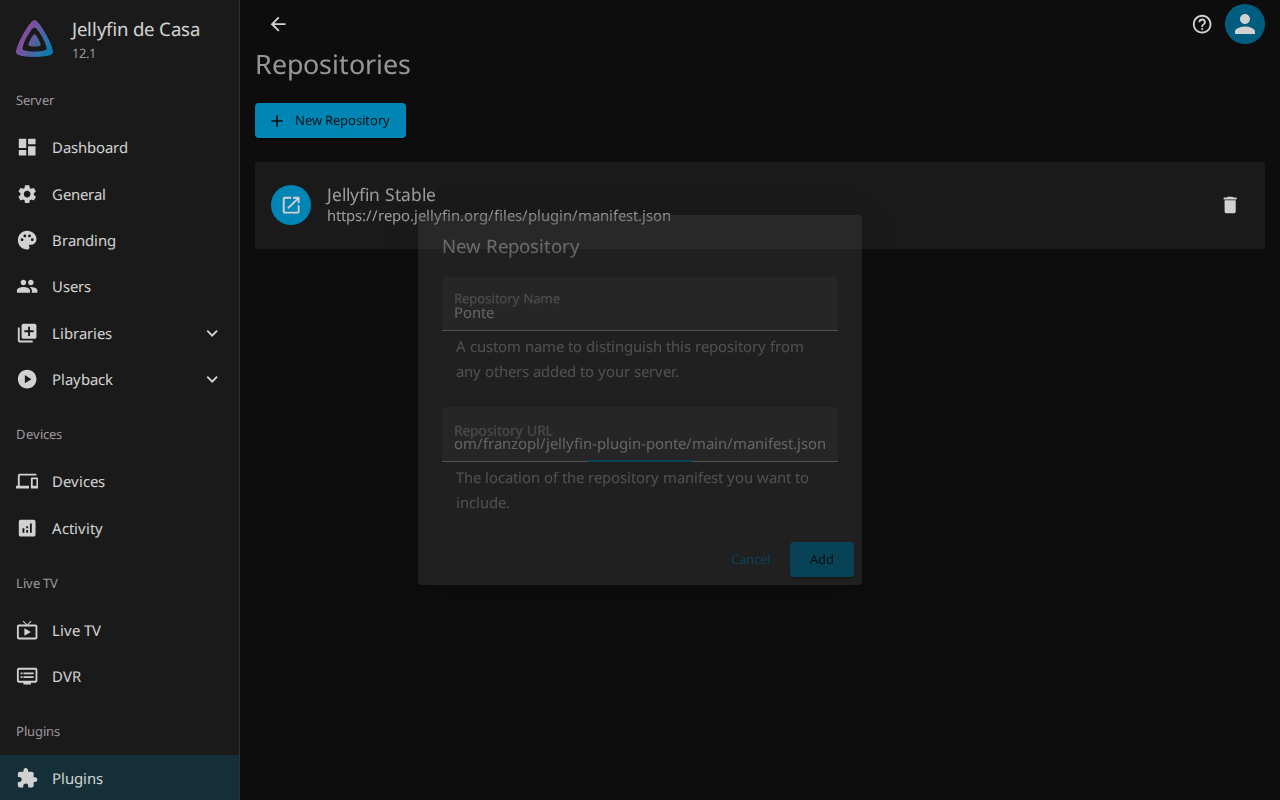 Jellyfin de Casa
12.1
Server
Dashboard
General
Branding
Users
Libraries
Playback
Devices
Devices
Activity
Live TV
Live TV
DVR
Plugins
Plugins
Repositories
New Repository
Jellyfin Stable
https://repo.jellyfin.org/files/plugin/manifest.json
New Repository
Repository Name
Ponte
A custom name to distinguish this repository from
any others added to your server.
Repository URL
om/franzopl/jellyfin-plugin-ponte/main/manifest.json
The location of the repository manifest you want to
include.
Cancel
Add